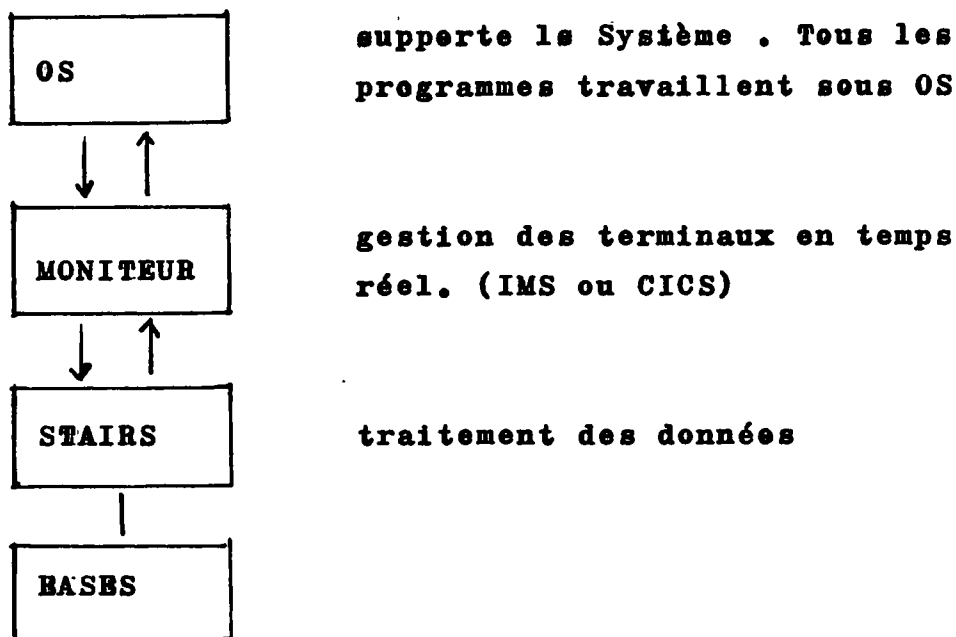 OS
supporte le Système . Tous les
programmes travaillent sous OS
MONITEUR
gestion des terminaux en temps
réel. (IMS ou CICS)
STAIRS
traitement des données
BASES